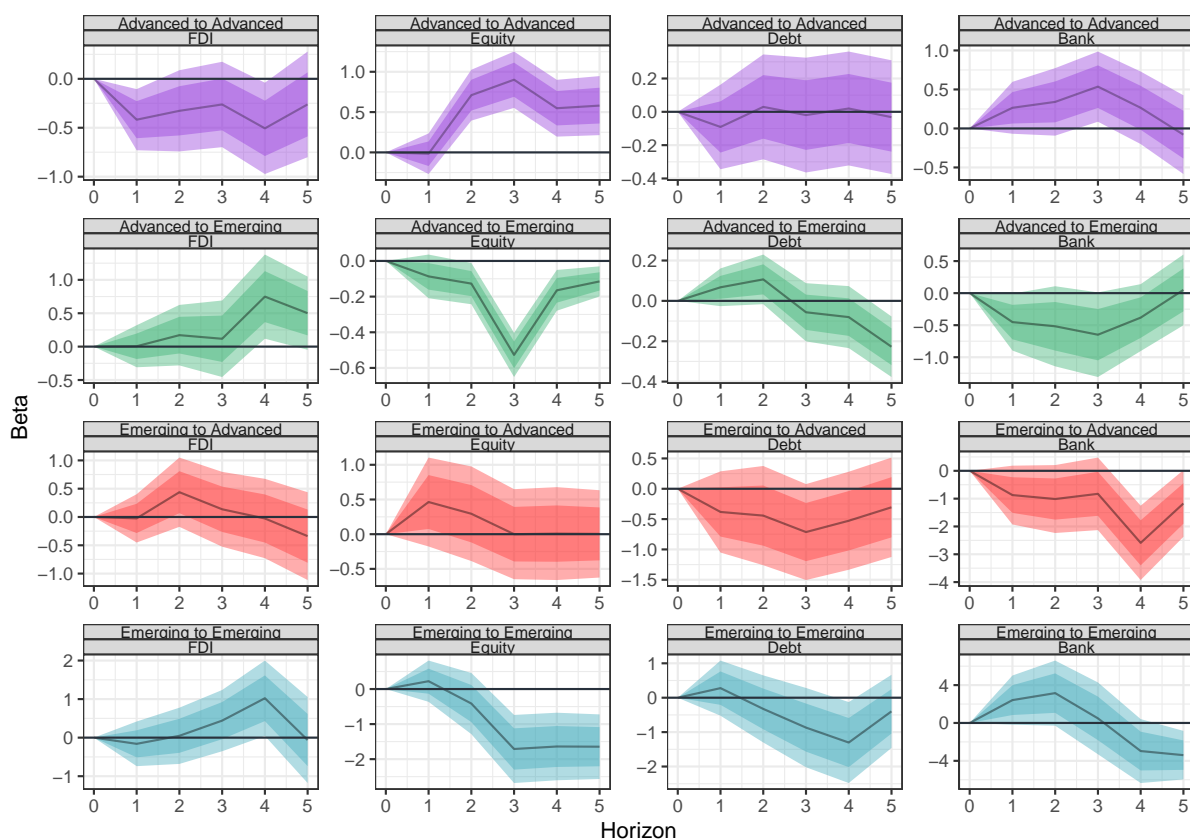 Advanced to Advanced Advanced to Advanced Advanced to Advanced Advanced to Advanced
FDI Equity Debt Bank
0.0 −0.5 −1.0 1.0 0.5 0.0 0.2 0.0 −0.2 −0.4 1.0 0.5 0.0 −0.5
0 1 2 3 4 5 0 1 2 3 4 5 0 1 2 3 4 5 0 1 2 3 4 5
Advanced to Emerging Advanced to Emerging Advanced to Emerging Advanced to Emerging
FDI Equity Debt Bank
1.0 0.5 0.0 −0.5 0.0 −0.2 −0.4 −0.6 0.2 0.0 −0.2 −0.4 0.5 0.0 −0.5 −1.0
0 1 2 3 4 5 0 1 2 3 4 5 0 1 2 3 4 5 0 1 2 3 4 5
Beta
Emerging to Advanced Emerging to Advanced Emerging to Advanced Emerging to Advanced
FDI Equity Debt Bank
1.0 0.5 0.0 −0.5 −1.0 1.0 0.5 0.0 −0.5 0.5 0.0 −0.5 −1.0 −1.5 0 −1 −2 −3 −4
0 1 2 3 4 5 0 1 2 3 4 5 0 1 2 3 4 5 0 1 2 3 4 5
Emerging to Emerging Emerging to Emerging Emerging to Emerging Emerging to Emerging
FDI Equity Debt Bank
2 1 0 −1 0 −1 −2 1 0 −1 −2 4 0 −4
0 1 2 3 4 5 0 1 2 3 4 5 0 1 2 3 4 5 0 1 2 3 4 5
Horizon